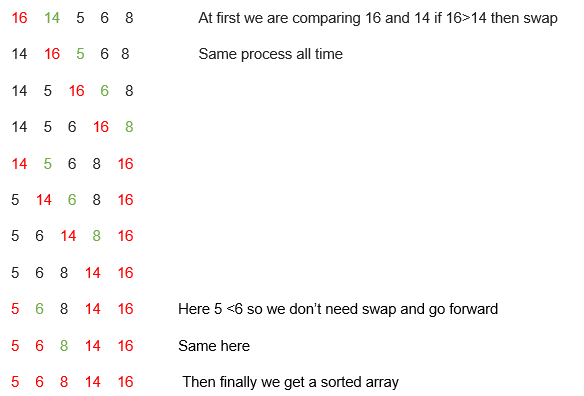 16 14 5 6 8 At first we are comparing 16 and 14 if 16>14 then swap
14 16 5 6 8 Same process all time
14 5 16 6 8
14 5 6 16 8
14 5 6 8 16
5 14 6 8 16
5 6 14 8 16
5 6 8 14 16
5 6 8 14 16 Here 5 <6 so we don't need swap and go forward
5 6 8 14 16 Same here
5 6 8 14 16 Then finally we get a sorted array